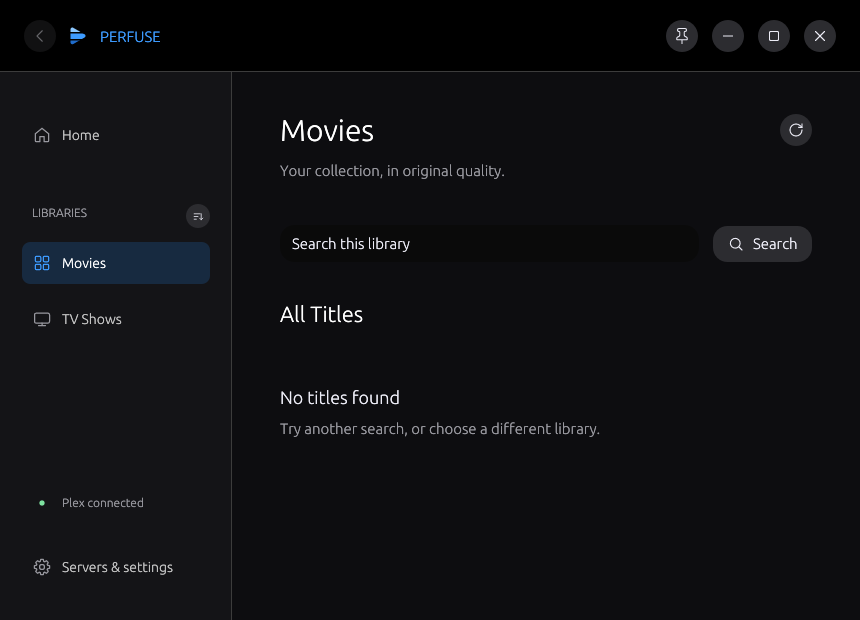 PERFUSE
Home
LIBRARIES
Movies
TV Shows
Plex connected
Servers & settings
Movies
Your collection, in original quality.
Search this library
Search
All Titles
No titles found
Try another search, or choose a different library.